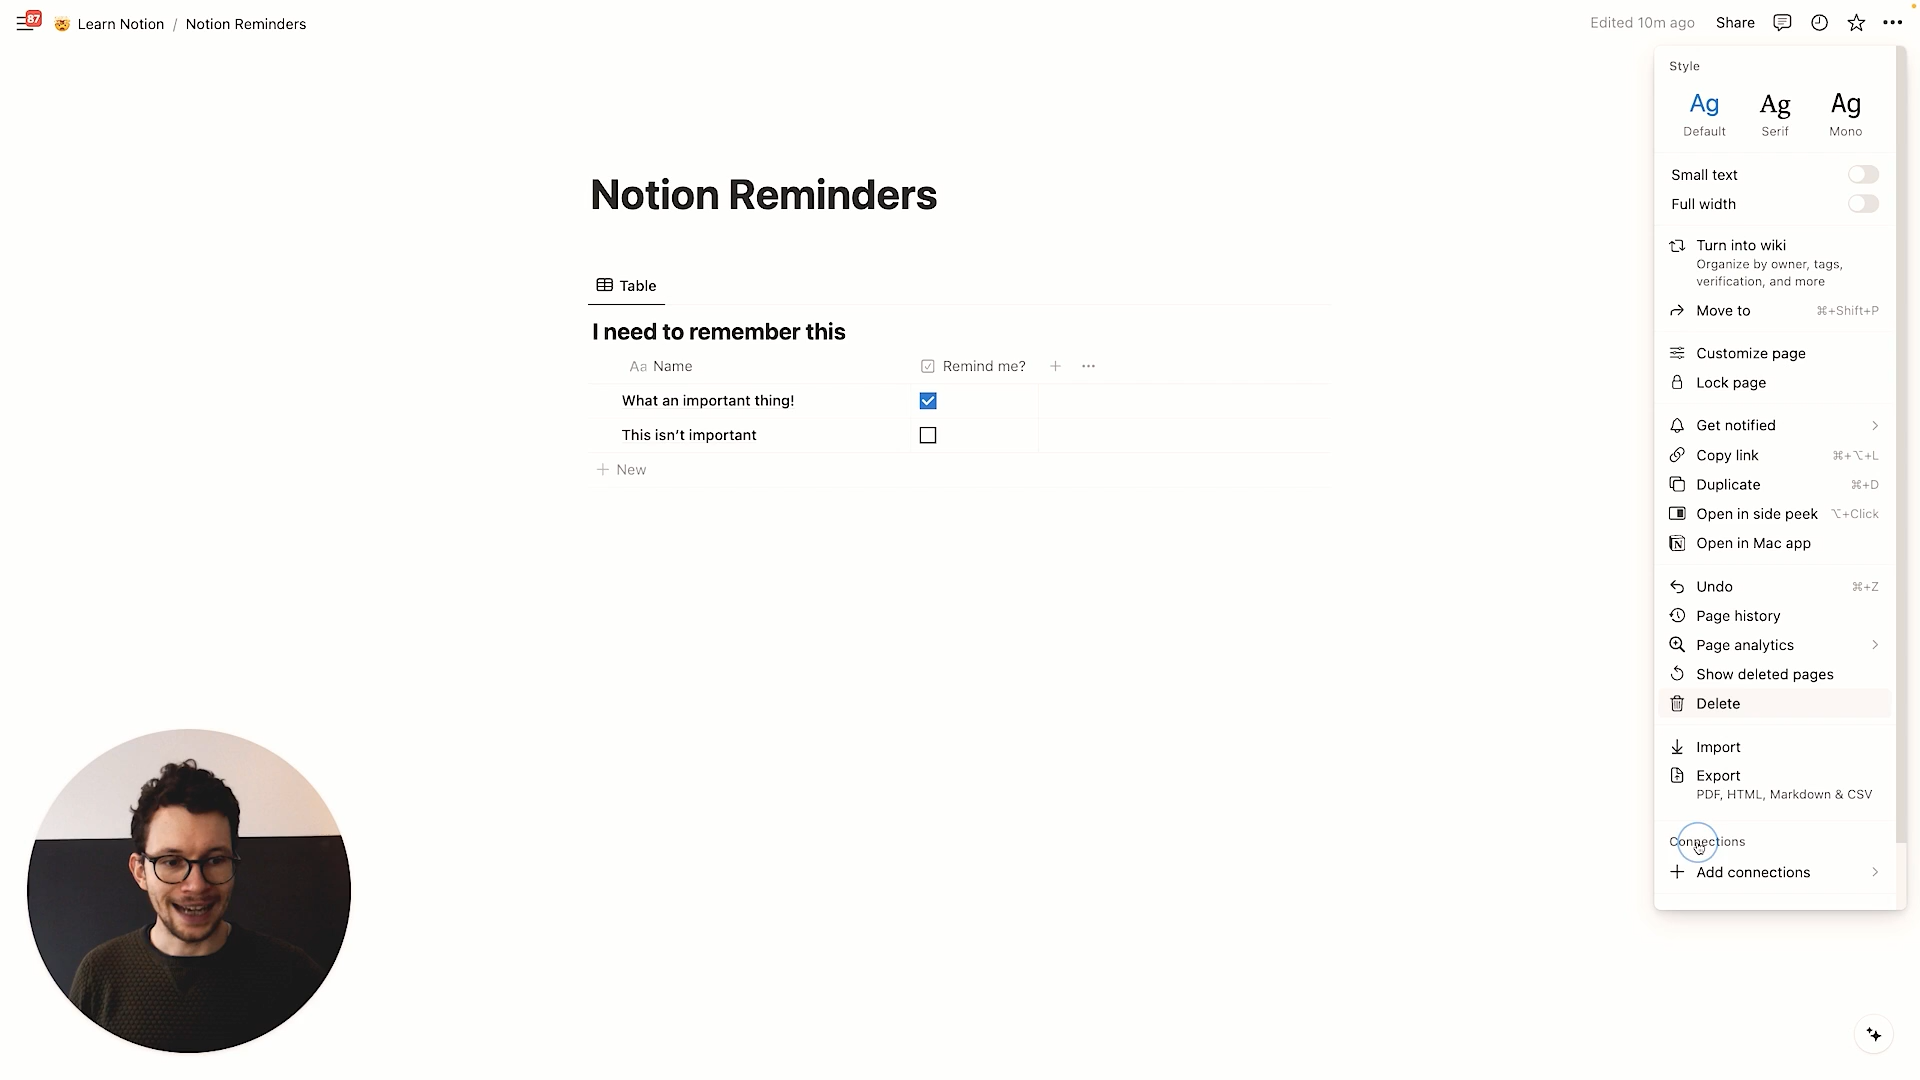 87
Learn Notion / Notion Reminders
Edited 10m ago Share
Notion Reminders
Table
I need to remember this
Aa Name Remind me?
What an important thing!
This isn't important
+ New
Style
Ag Ag Ag
Default Serif Mono
Small text
Full width
Turn into wiki
Organize by owner, tags,
verification, and more
Move to ⌘+Shift+P
Customize page
Lock page
Get notified
Copy link ⌘+⌥+L
Duplicate ⌘+D
Open in side peek ⌥+Click
Open in Mac app
Undo ⌘+Z
Page history
Page analytics
Show deleted pages
Delete
Import
Export
PDF, HTML, Markdown & CSV
Connections
+ Add connections